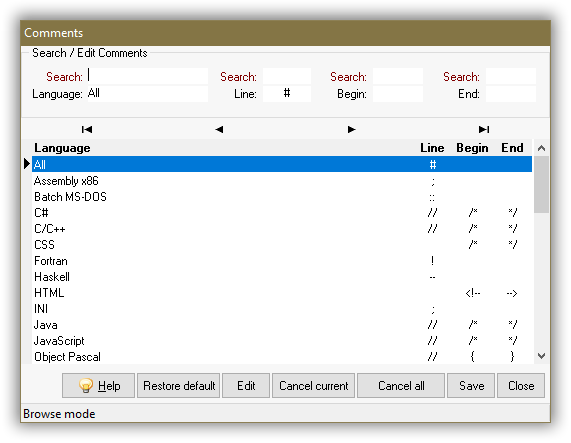 Comments
Search / Edit Comments
Search: Search: Search: Search:
Language: All Line: # Begin: End:
Language Line Begin End
All #
Assembly x86 ;
Batch MS-DOS ::
C# // /* */
C/C++ // /* */
CSS /* */
Fortran !
Haskell --
HTML <!-- -->
INI ;
Java // /* */
JavaScript // /* */
Object Pascal // { }
Help Restore default Edit Cancel current Cancel all Save Close
Browse mode